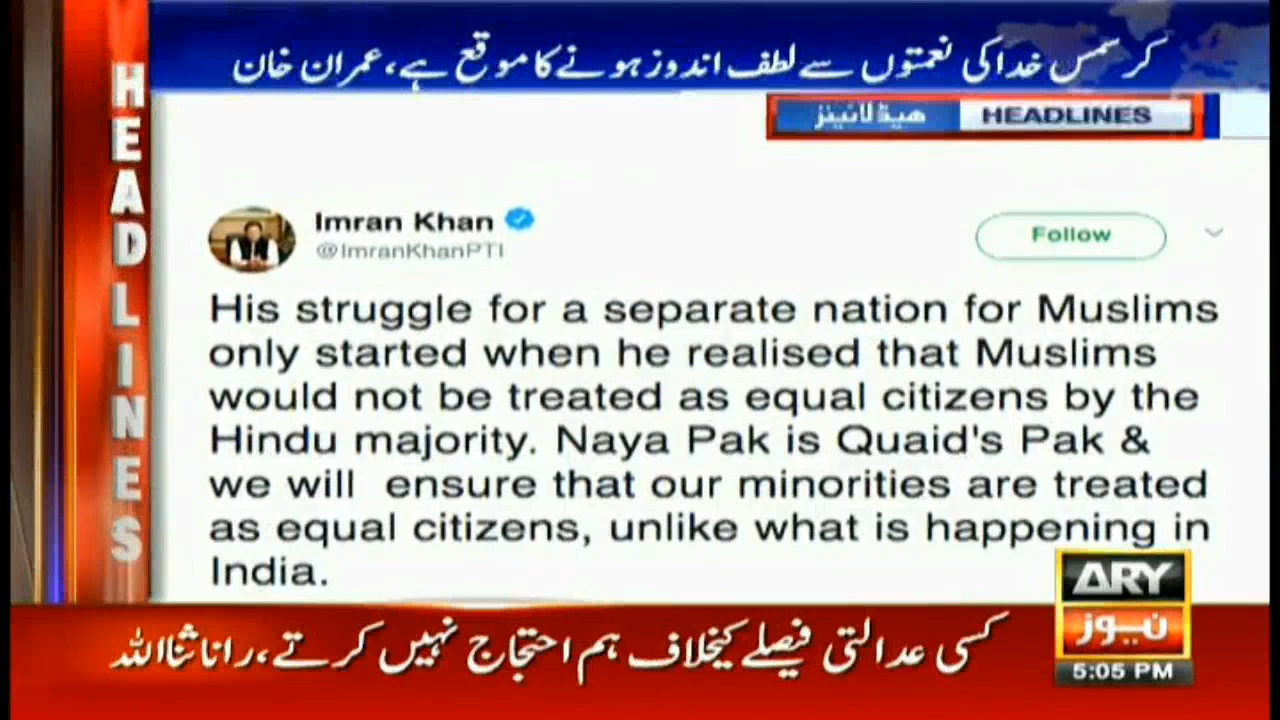 کرسمس خدا کی نعمتوں سے لطف اندوز ہونے کا موقع ہے، عمران خان
ھیڈلائینز HEADLINES
HEADLINES
Imran Khan
@ImranKhanPTI
Follow
His struggle for a separate nation for Muslims
only started when he realised that Muslims
would not be treated as equal citizens by the
Hindu majority. Naya Pak is Quaid's Pak &
we will ensure that our minorities are treated
as equal citizens, unlike what is happening in
India.
ARY
نیوز
5:05 PM
کسی عدالتی فیصلے کیخلاف ہم احتجاج نہیں کرتے، رانا ثنااللہ